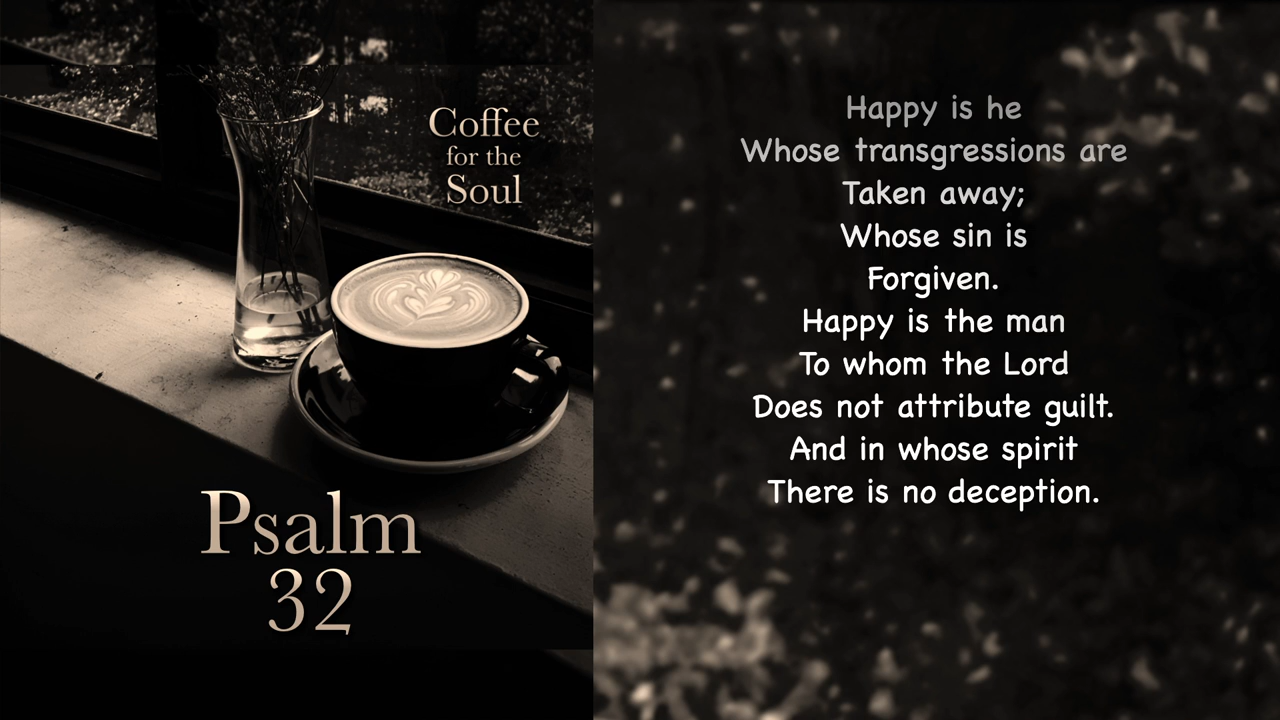 Coffee
for the
Soul
Psalm
32
Happy is he
Whose transgressions are
Taken away;
Whose sin is
Forgiven.
Happy is the man
To whom the Lord
Does not attribute guilt.
And in whose spirit
There is no deception.